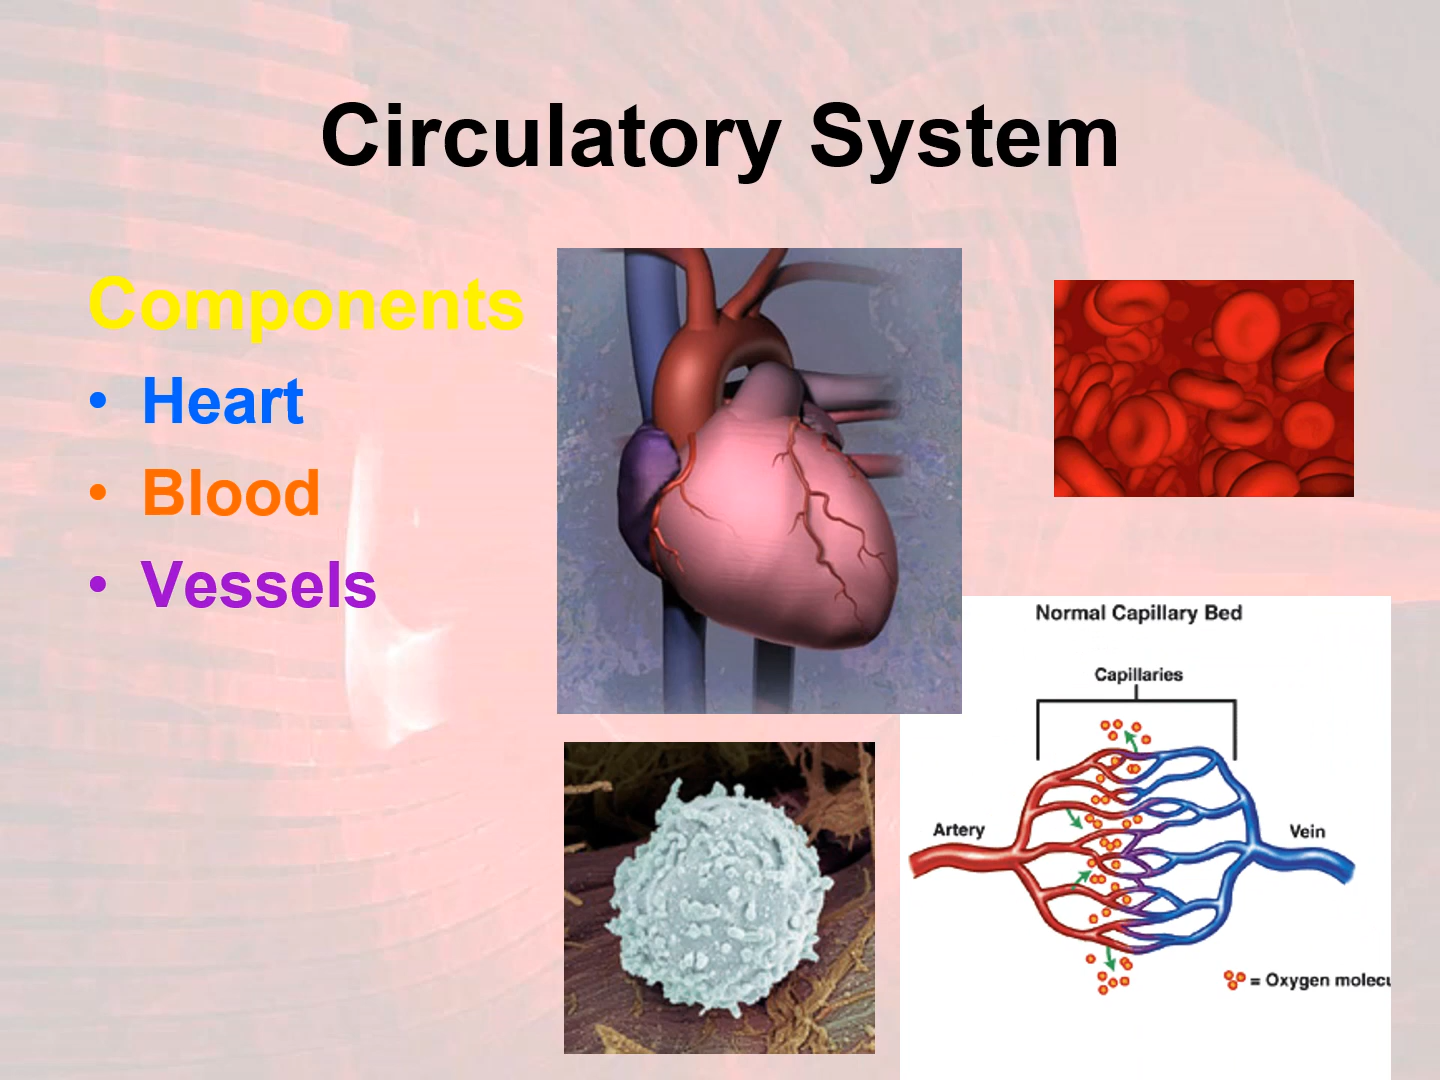 Circulatory System
Components
• Heart
• Blood
• Vessels
Normal Capillary Bed
Capillaries
Artery
Vein
= Oxygen molecu